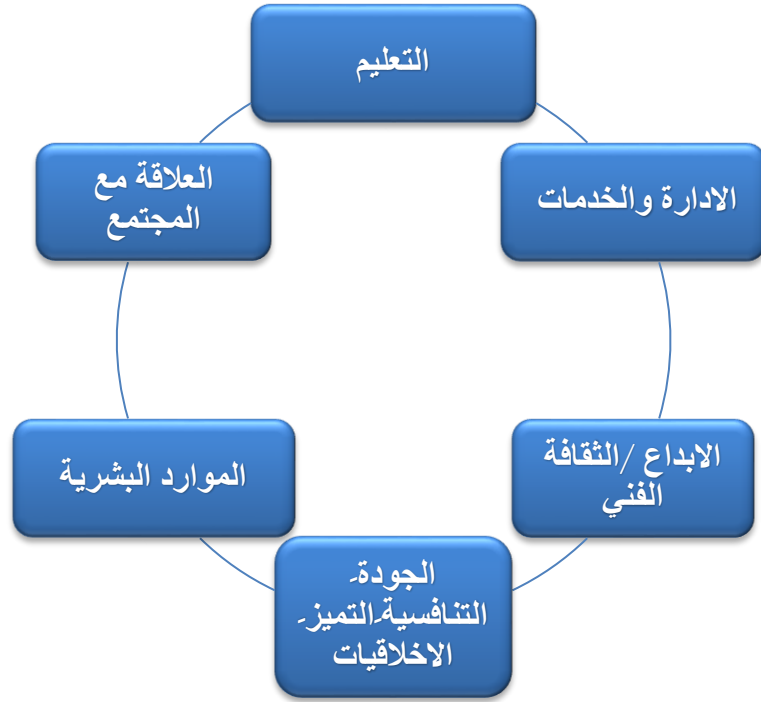 التعليم
الادارة والخدمات
الابداع /الثقافة
الفني
الجودة-
التنافسية-التميز-
الاخلاقيات
الموارد البشرية
العلاقة مع
المجتمع